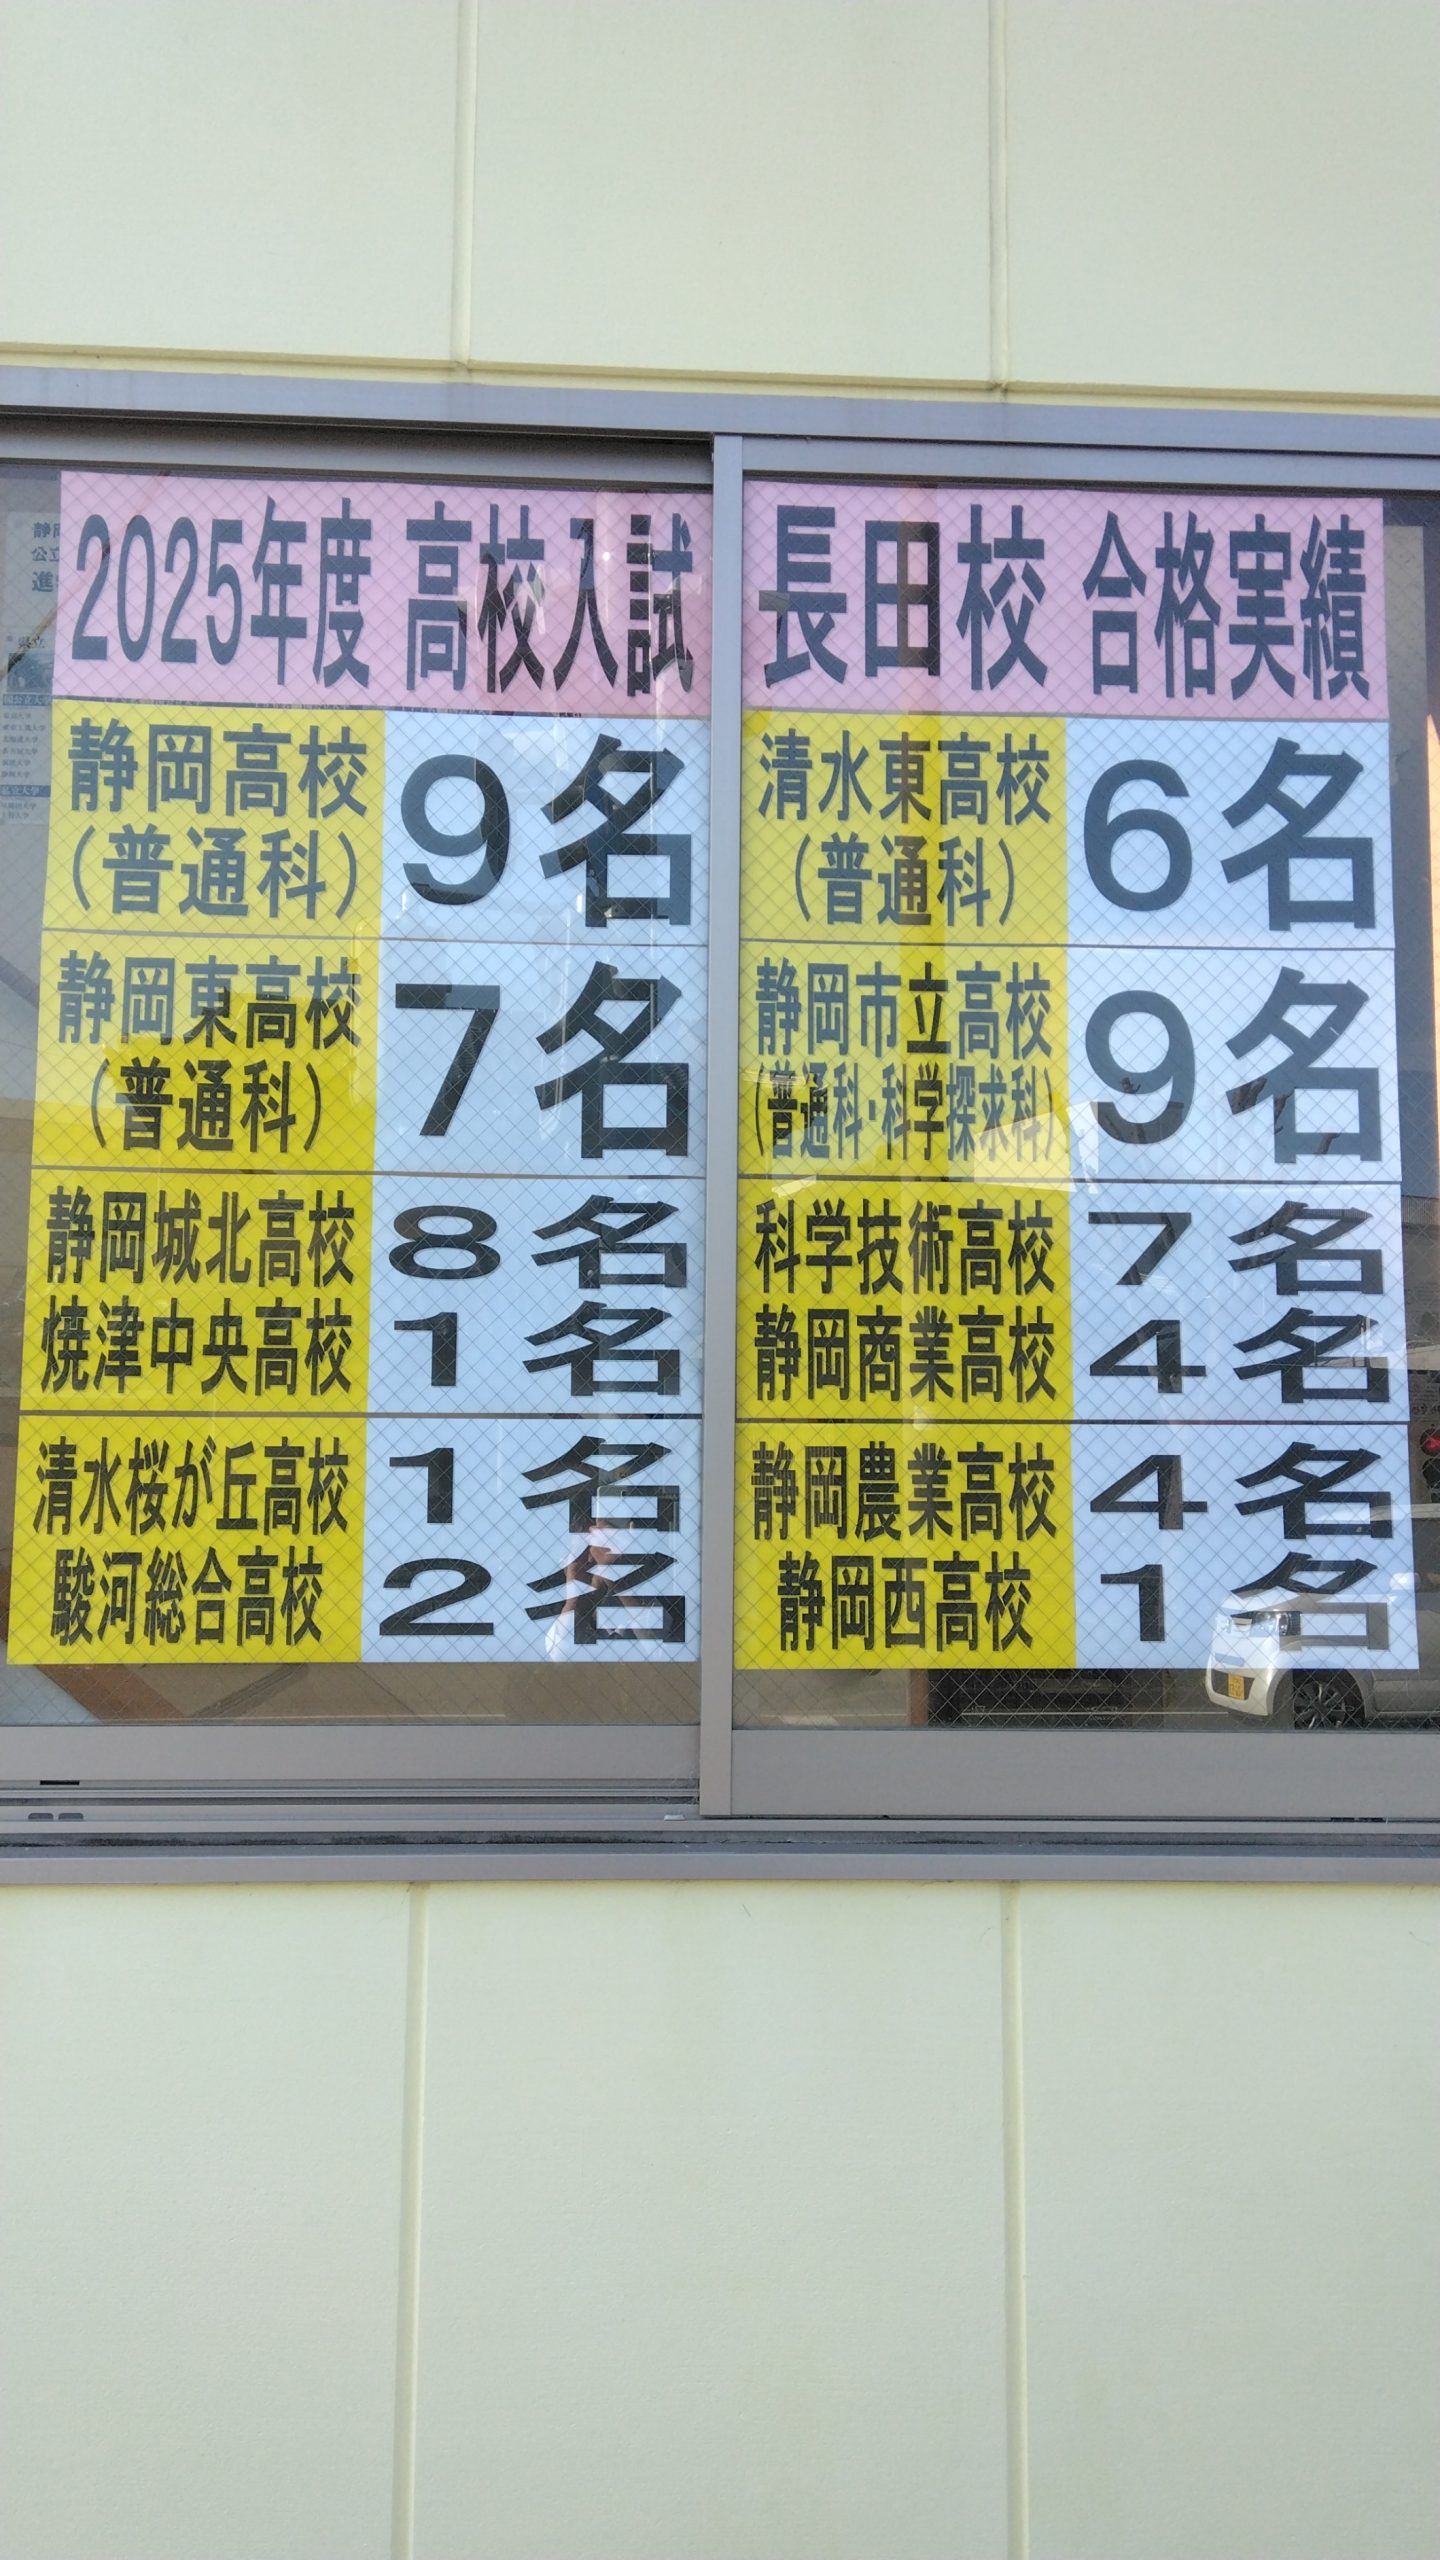 2025年度 高校入試
静岡高校
(普通科)
9名
静岡東高校
(普通科)
7名
静岡城北高校
8名
焼津中央高校
1名
清水桜が丘高校
1名
駿河総合高校
2名
長田校 合格実績
清水東高校
(普通科)
6名
静岡市立高校
(普通科・科学探求科)
9名
科学技術高校
7名
静岡商業高校
4名
静岡農業高校
4名
静岡西高校
1名